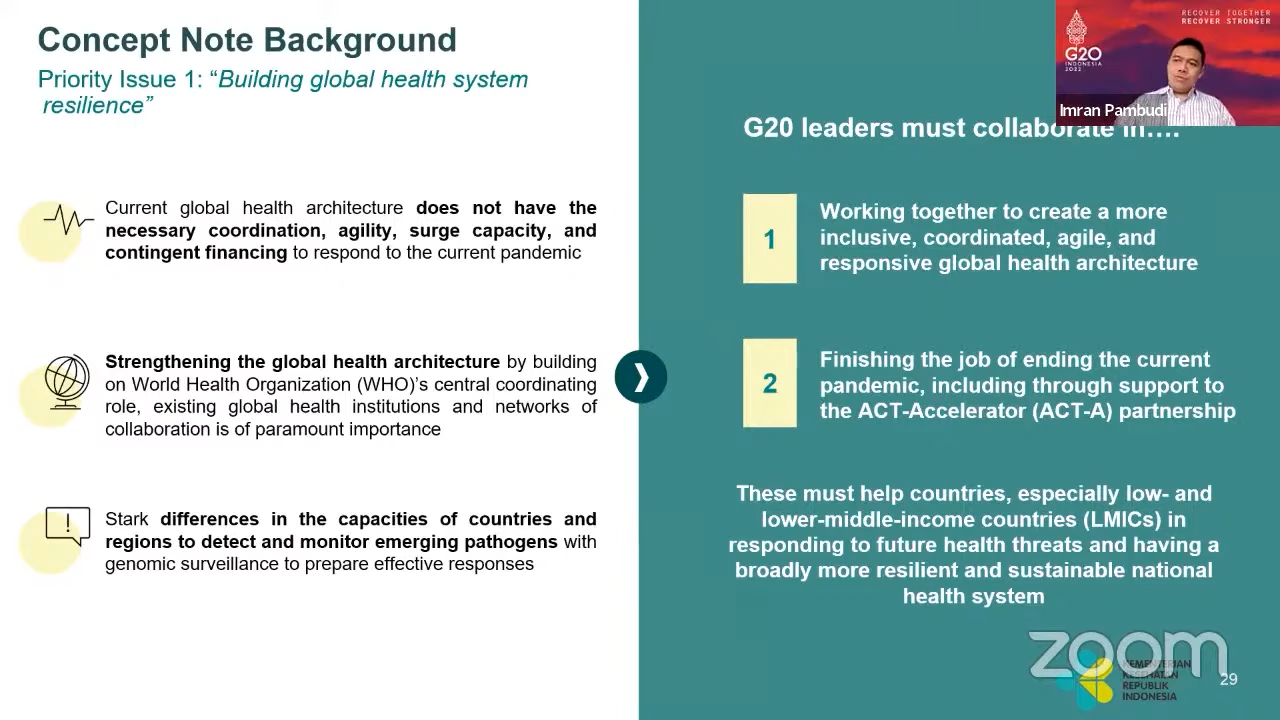 Concept Note Background
Priority Issue 1: “Building global health system
resilience”
Current global health architecture does not have the
necessary coordination, agility, surge capacity, and
contingent financing to respond to the current pandemic
Strengthening the global health architecture by building
on World Health Organization (WHO)’s central coordinating
role, existing global health institutions and networks of
collaboration is of paramount importance
!
Stark differences in the capacities of countries and
regions to detect and monitor emerging pathogens with
genomic surveillance to prepare effective responses
❯
RECOVER TOGETHER
RECOVER STRONGER
G20
INDONESIA
2022
Imran Pambudi
G20 leaders must collaborate in….
1
Working together to create a more
inclusive, coordinated, agile, and
responsive global health architecture
2
Finishing the job of ending the current
pandemic, including through support to
the ACT-Accelerator (ACT-A) partnership
These must help countries, especially low- and
lower-middle-income countries (LMICs) in
responding to future health threats and having a
broadly more resilient and sustainable national
health system
zoom
KEMENTERIAN
KESEHATAN
REPUBLIK
INDONESIA
29